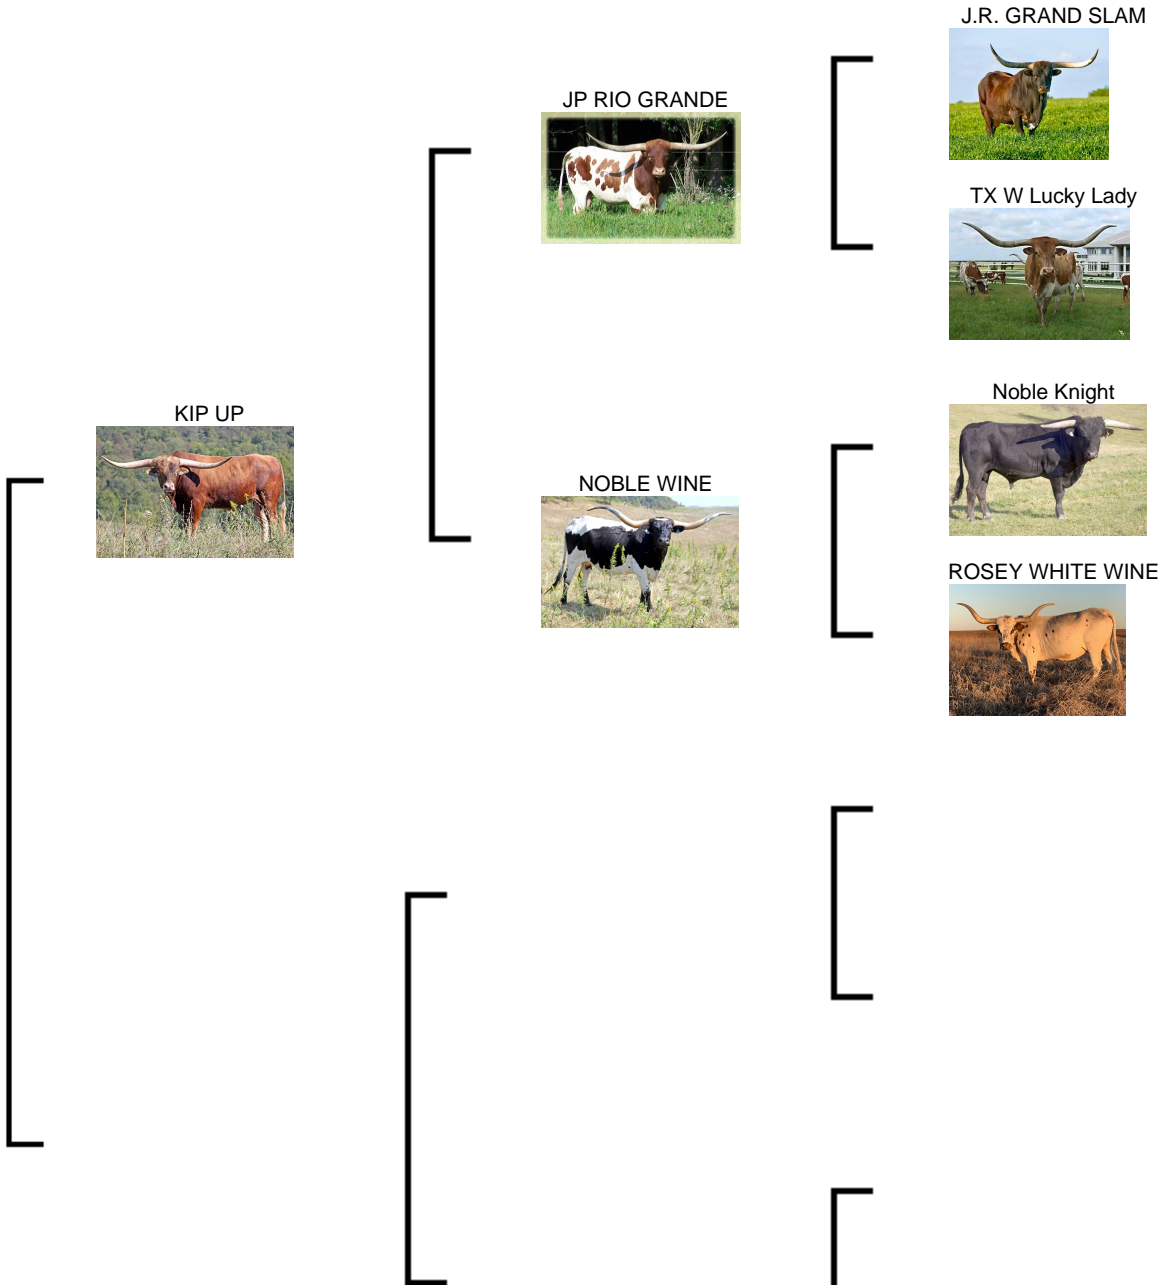 J.R. GRAND SLAM
JP RIO GRANDE
TX W Lucky Lady
KIP UP
Noble Knight
NOBLE WINE
ROSEY WHITE WINE